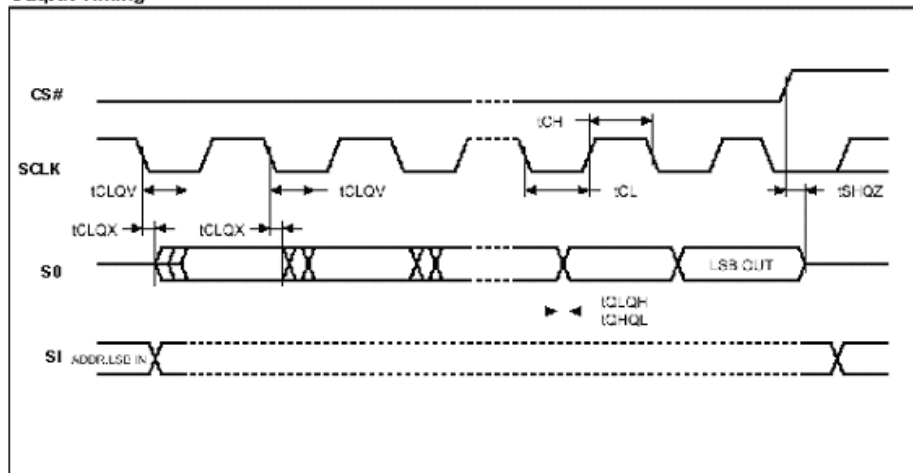 Output Timing
CS#
tCH
SCLK
tCLQV
tCLQV
tCL
tSHQZ
tCLQX
tCLQX
S0
LSB OUT
tQLQH
tQHQL
SI
ADDR.LSB IN